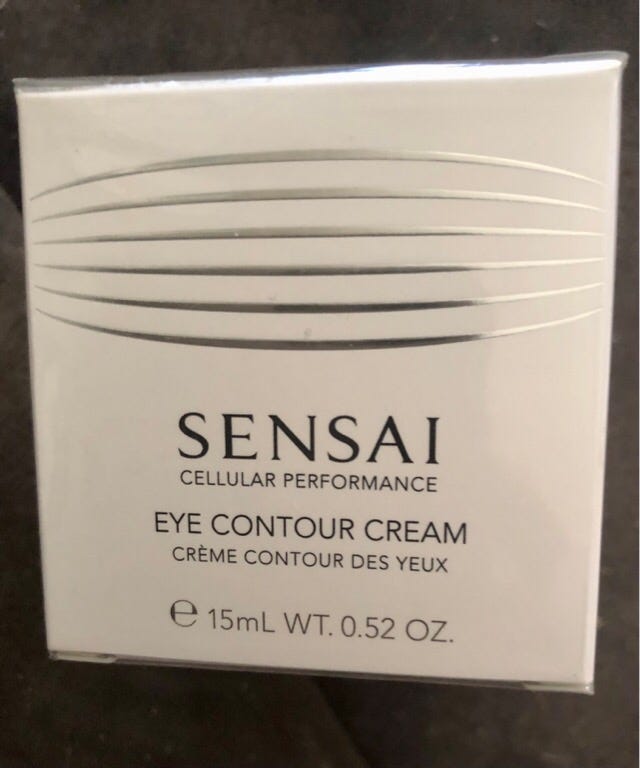 SENSAI
CELLULAR PERFORMANCE
EYE CONTOUR CREAM
CRÈME CONTOUR DES YEUX
℮ 15mL WT. 0.52 OZ.